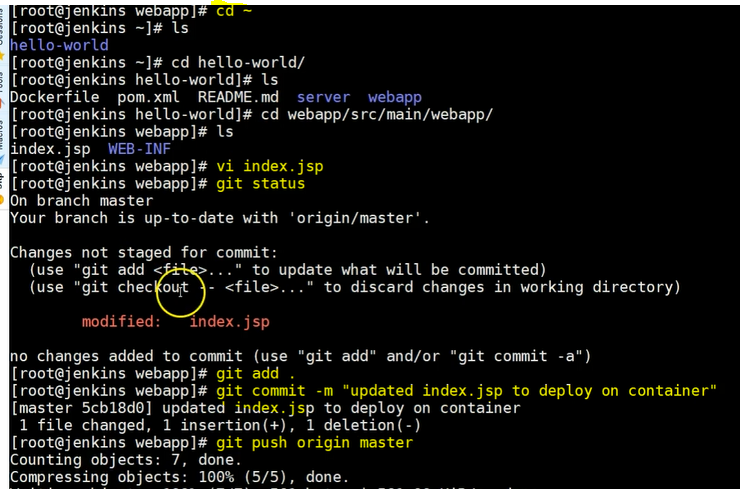 [root@jenkins webapp]# cd ~
[root@jenkins ~]# ls
hello-world
[root@jenkins ~]# cd hello-world/
[root@jenkins hello-world]# ls
Dockerfile  pom.xml  README.md  server  webapp
[root@jenkins hello-world]# cd webapp/src/main/webapp/
[root@jenkins webapp]# ls
index.jsp  WEB-INF
[root@jenkins webapp]# vi index.jsp
[root@jenkins webapp]# git status
On branch master
Your branch is up-to-date with 'origin/master'.
Changes not staged for commit:
  (use "git add <file>..." to update what will be committed)
  (use "git checkout -- <file>..." to discard changes in working directory)
        modified:   index.jsp
no changes added to commit (use "git add" and/or "git commit -a")
[root@jenkins webapp]# git add .
[root@jenkins webapp]# git commit -m "updated index.jsp to deploy on container"
[master 5cb18d0] updated index.jsp to deploy on container
 1 file changed, 1 insertion(+), 1 deletion(-)
[root@jenkins webapp]# git push origin master
Counting objects: 7, done.
Compressing objects: 100% (5/5), done.